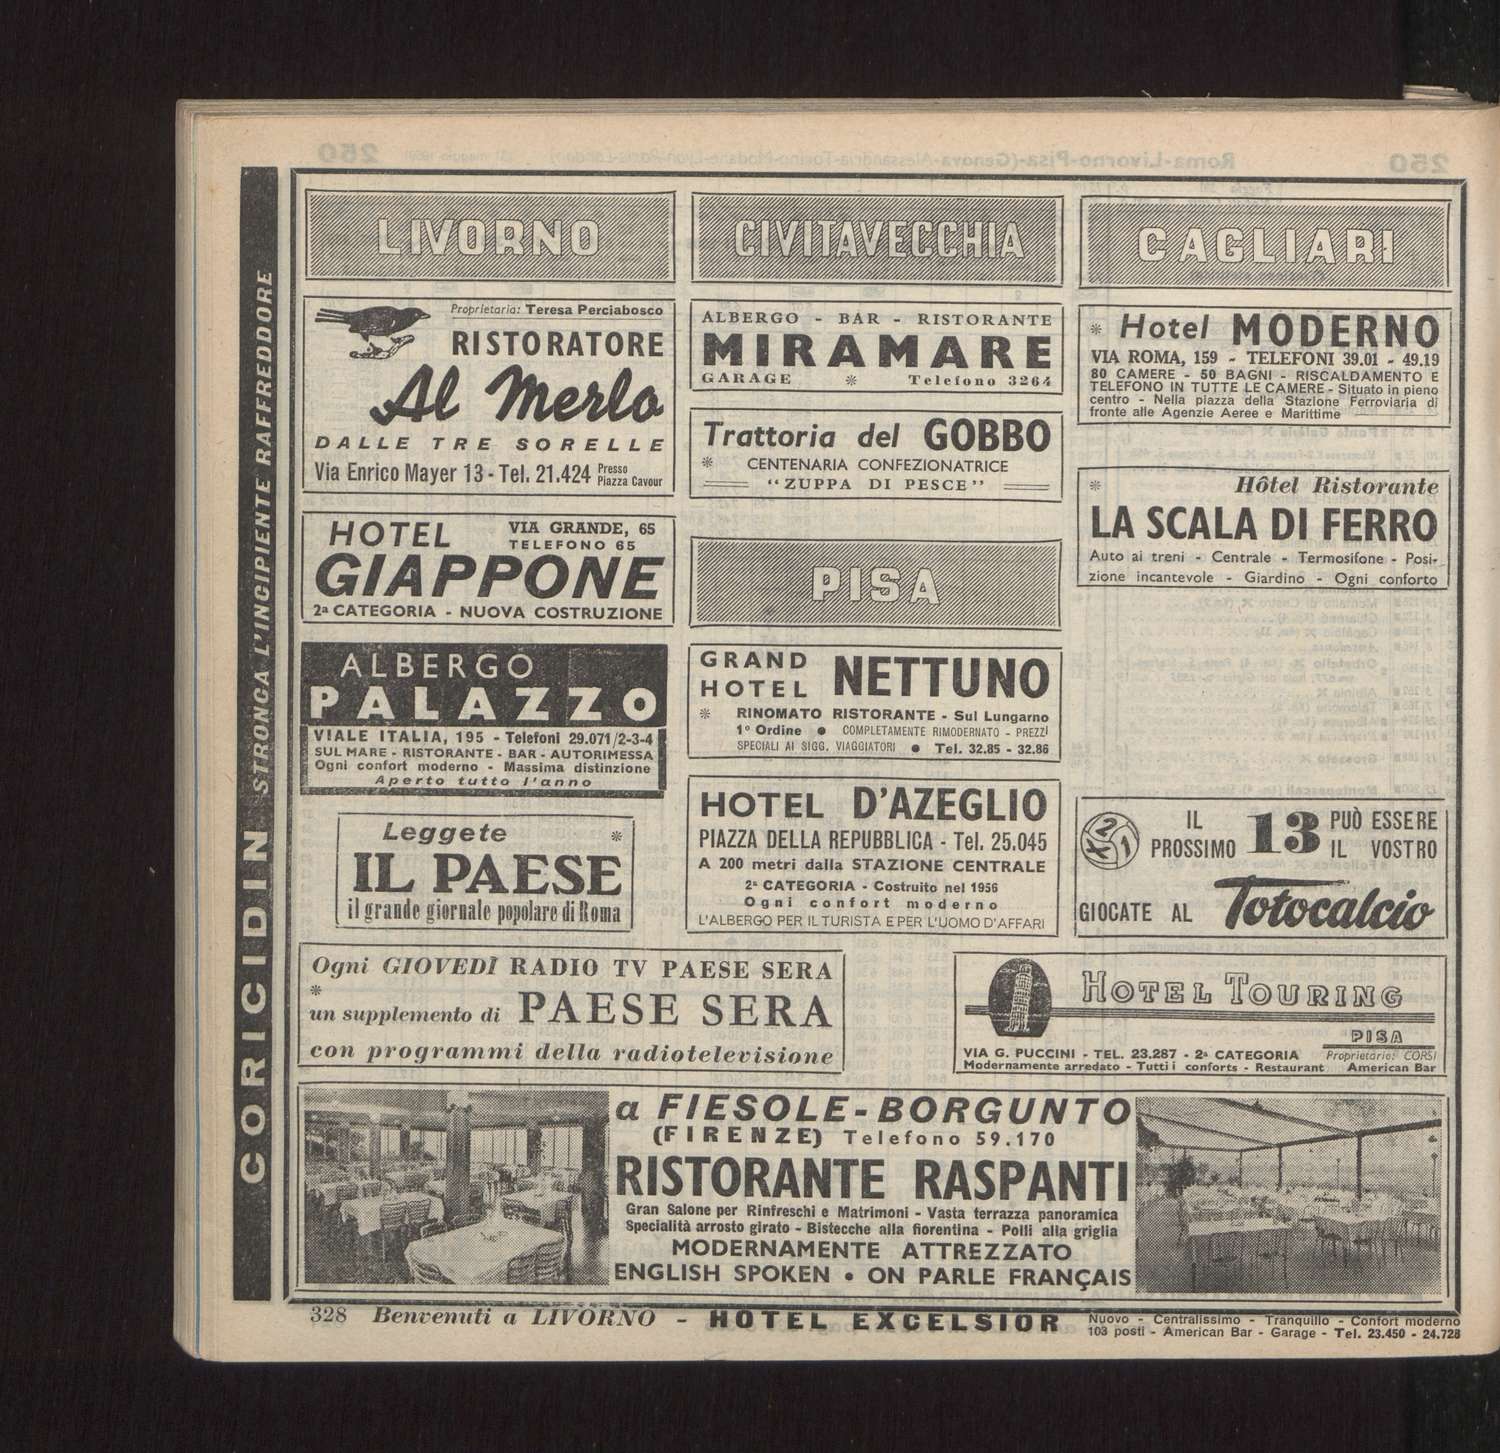 CORICIDIN STRONCA L'INCIPIENTE RAFFREDDORE
LIVORNO
Proprietaria: Teresa Perciabosco
RISTORATORE
Al Merlo
DALLE TRE SORELLE
Via Enrico Mayer 13 - Tel. 21.424 Presso Piazza Cavour
HOTEL VIA GRANDE, 65
TELEFONO 65
GIAPPONE
2ª CATEGORIA - NUOVA COSTRUZIONE
ALBERGO
PALAZZO
VIALE ITALIA, 195 - Telefoni 29.071/2-3-4
SUL MARE - RISTORANTE - BAR - AUTORIMESSA
Ogni confort moderno - Massima distinzione
Aperto tutto l'anno
Leggete
IL PAESE
il grande giornale popolare di Roma
CIVITAVECCHIA
ALBERGO - BAR - RISTORANTE
MIRAMARE
GARAGE * Telefono 3264
Trattoria del GOBBO
* CENTENARIA CONFEZIONATRICE
"ZUPPA DI PESCE"
PISA
GRAND HOTEL NETTUNO
* RINOMATO RISTORANTE - Sul Lungarno
1º Ordine ● COMPLETAMENTE RIMODERNATO - PREZZI
SPECIALI AI SIGG. VIAGGIATORI ● Tel. 32.85 - 32.86
HOTEL D'AZEGLIO
PIAZZA DELLA REPUBBLICA - Tel. 25.045
A 200 metri dalla STAZIONE CENTRALE
2ª CATEGORIA - Costruito nel 1956
Ogni confort moderno
L'ALBERGO PER IL TURISTA E PER L'UOMO D'AFFARI
CAGLIARI
* Hotel MODERNO
VIA ROMA, 159 - TELEFONI 39.01 - 49.19
80 CAMERE - 50 BAGNI - RISCALDAMENTO E
TELEFONO IN TUTTE LE CAMERE - Situato in pieno
centro - Nella piazza della Stazione Ferroviaria di
fronte alle Agenzie Aeree e Marittime
* Hôtel Ristorante
LA SCALA DI FERRO
Auto ai treni - Centrale - Termosifone - Posi-
zione incantevole - Giardino - Ogni conforto
1 X 2
IL PROSSIMO 13 PUÒ ESSERE IL VOSTRO
GIOCATE AL Totocalcio
Ogni GIOVEDÌ RADIO TV PAESE SERA
*
un supplemento di PAESE SERA
con programmi della radiotelevisione
HOTEL TOURING
PISA
VIA G. PUCCINI - TEL. 23.287 - 2ª CATEGORIA Proprietario: CORSI
Modernamente arredato - Tutti i conforts - Restaurant American Bar
a FIESOLE-BORGUNTO
(FIRENZE) Telefono 59.170
RISTORANTE RASPANTI
Gran Salone per Rinfreschi e Matrimoni - Vasta terrazza panoramica
Specialità arrosto girato - Bistecche alla fiorentina - Polli alla griglia
MODERNAMENTE ATTREZZATO
ENGLISH SPOKEN ● ON PARLE FRANÇAIS
328 Benvenuti a LIVORNO - HOTEL EXCELSIOR Nuovo - Centralissimo - Tranquillo - Confort moderno
103 posti - American Bar - Garage - Tel. 23.450 - 24.728